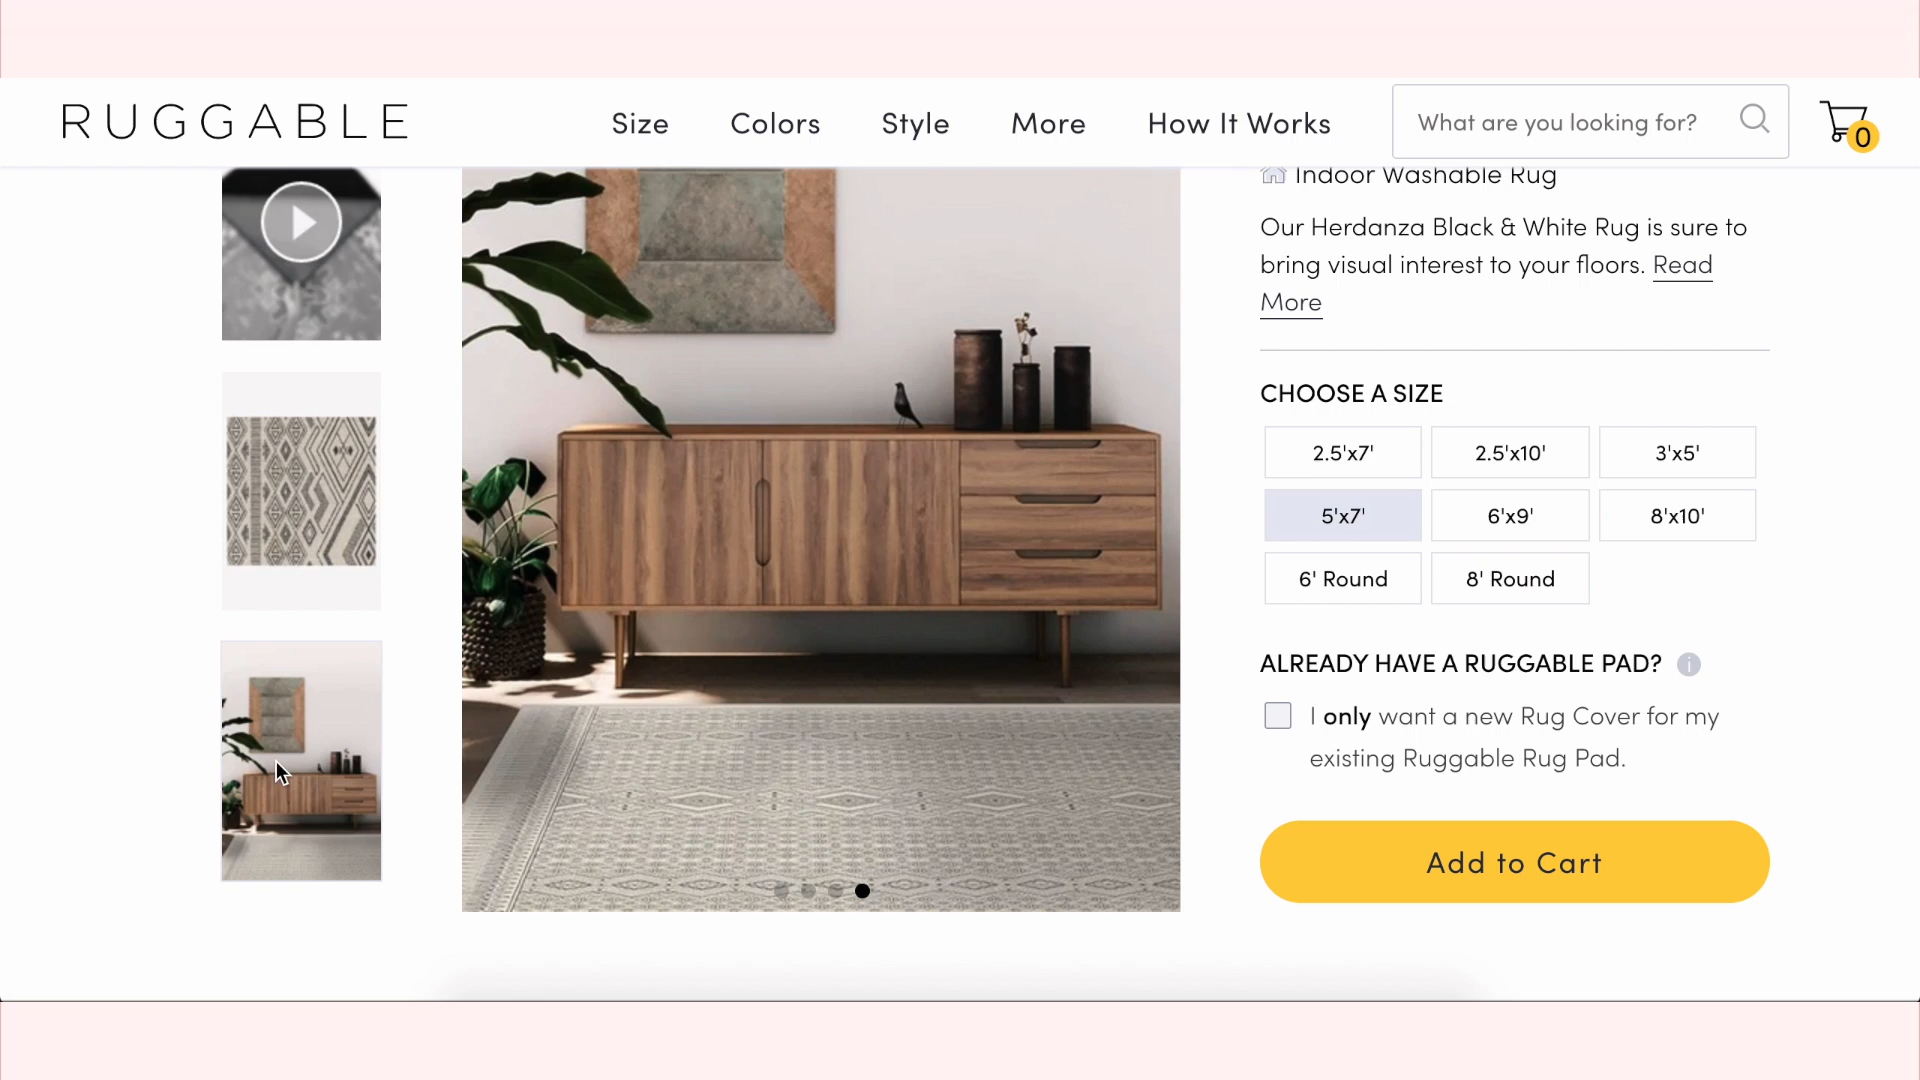 RUGGABLE
Size Colors Style More How It Works What are you looking for? 0
Indoor Washable Rug
Our Herdanza Black & White Rug is sure to
bring visual interest to your floors. Read
More
CHOOSE A SIZE
2.5'x7' 2.5'x10' 3'x5'
5'x7' 6'x9' 8'x10'
6' Round 8' Round
ALREADY HAVE A RUGGABLE PAD? i
I only want a new Rug Cover for my
existing Ruggable Rug Pad.
Add to Cart